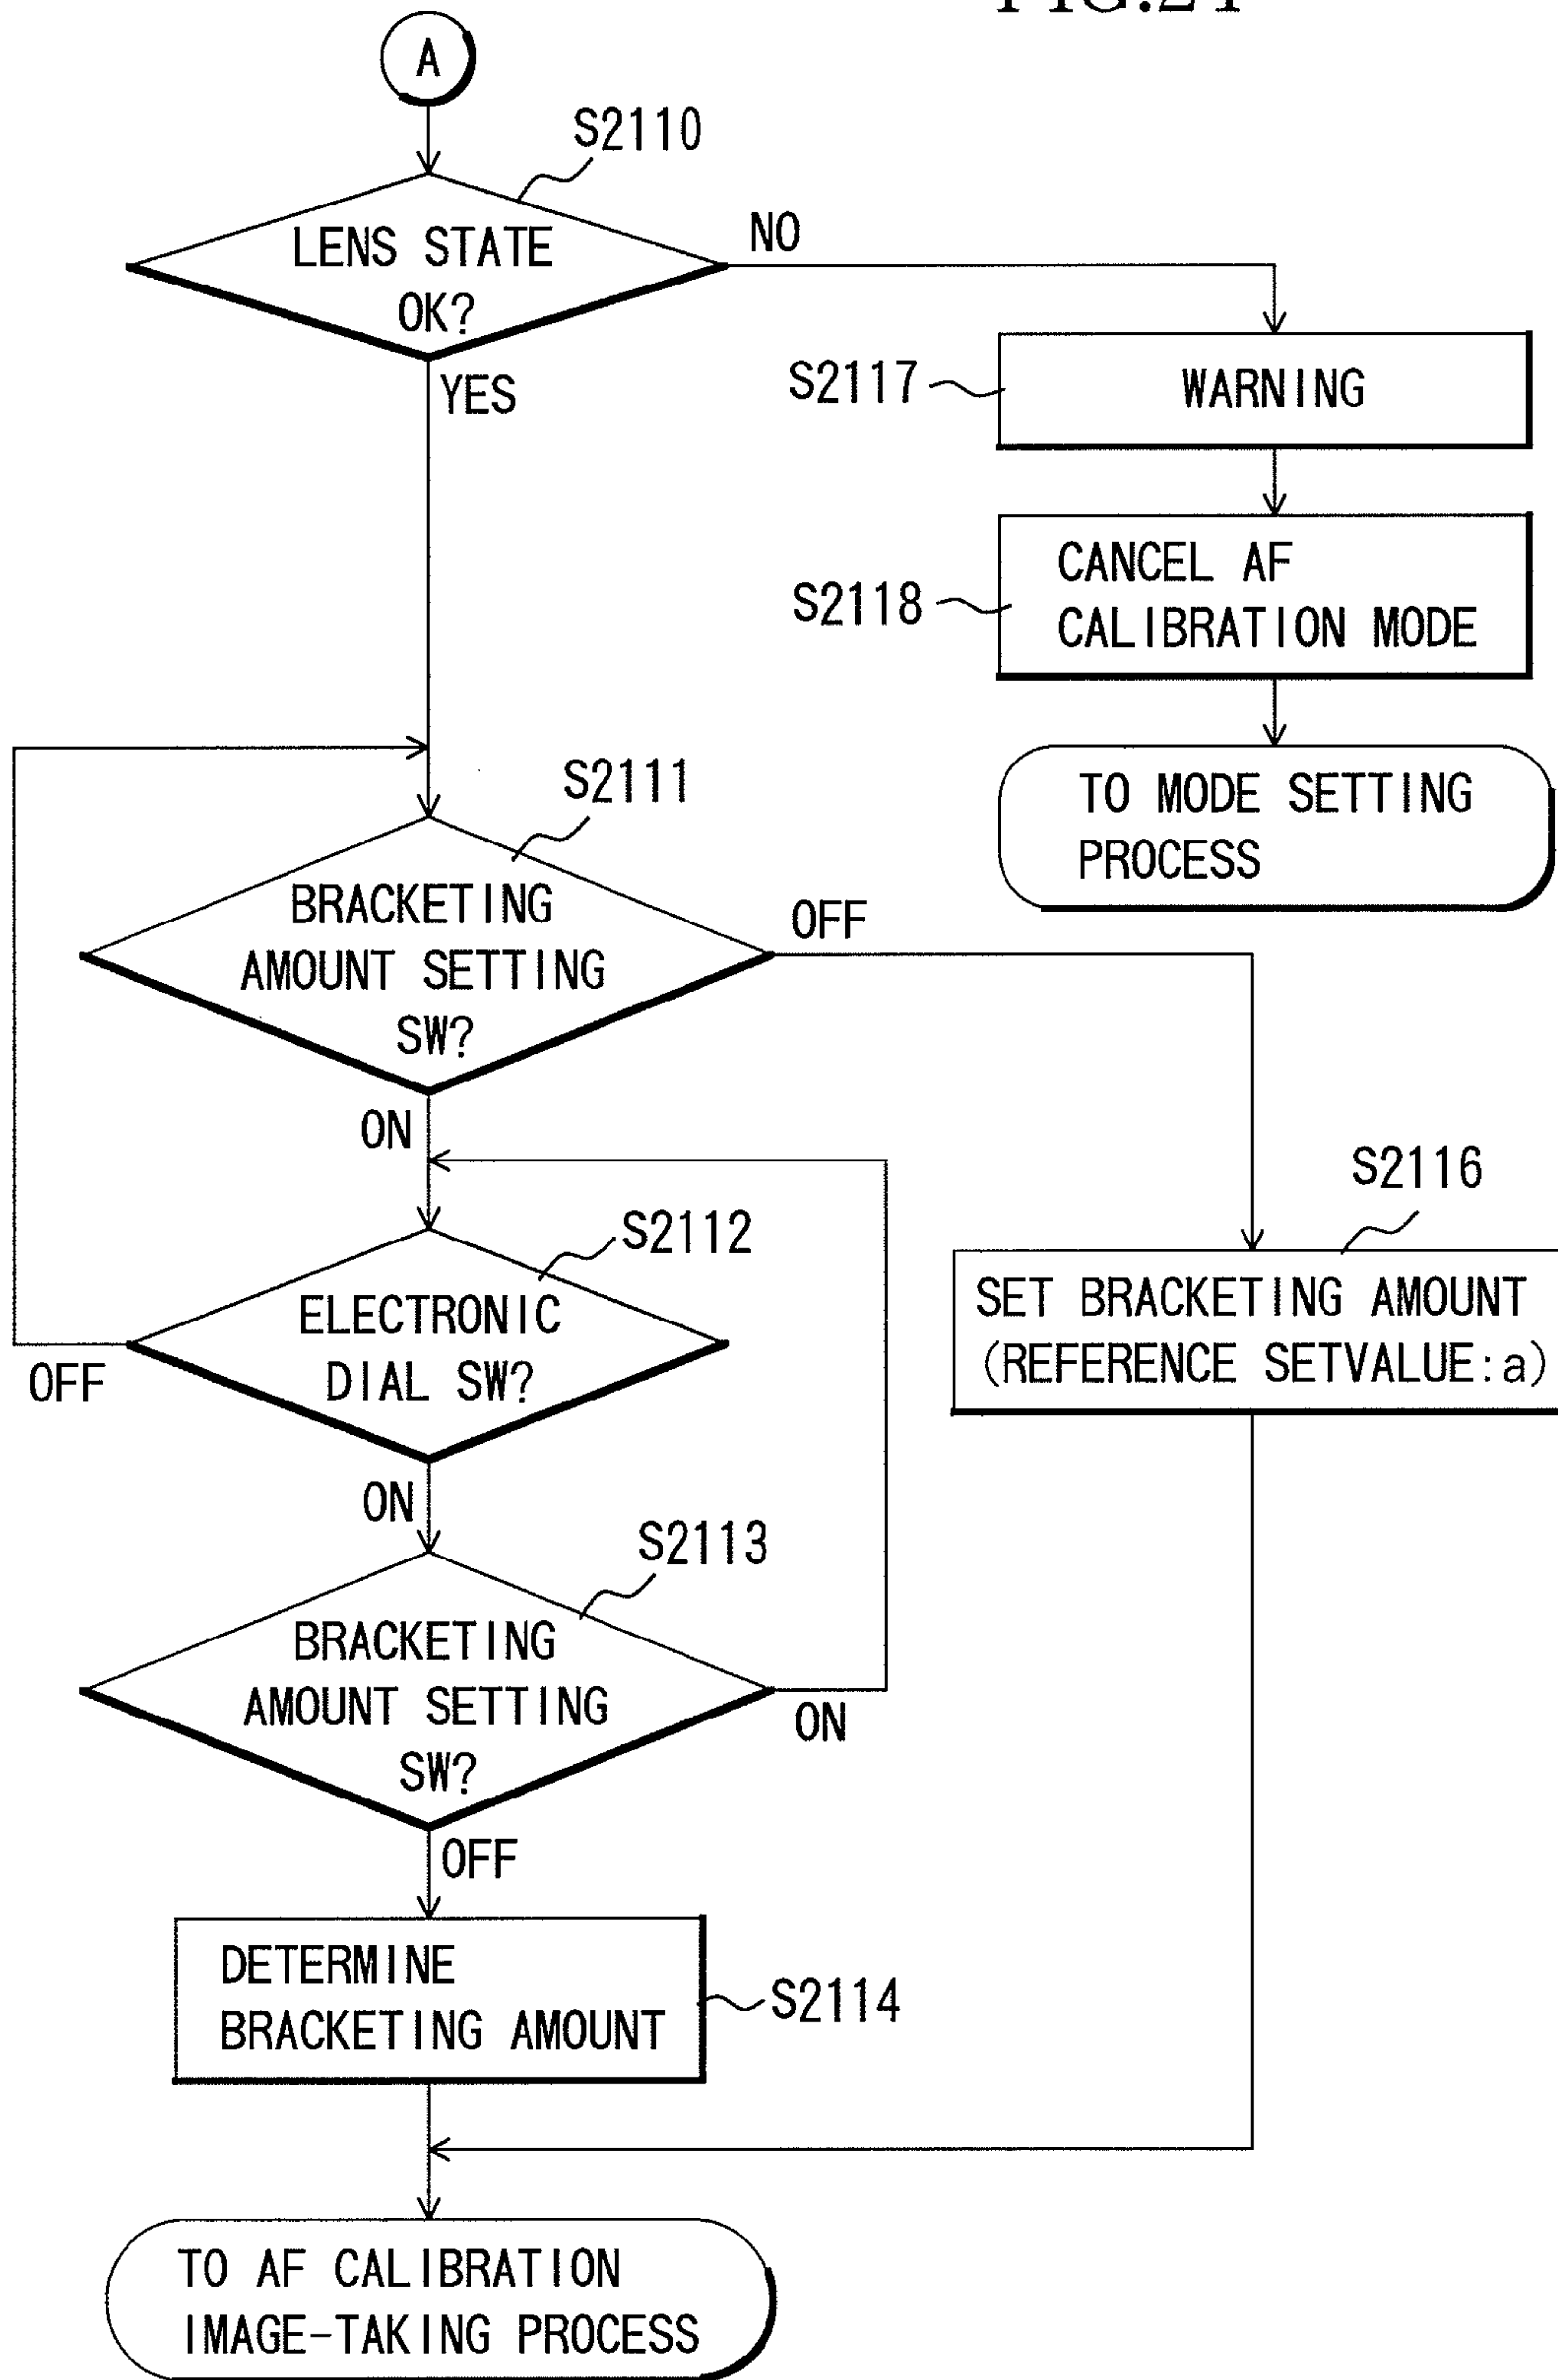 FIG.21
A
S2110
LENS STATE
OK?
NO
YES
S2117
WARNING
S2118
CANCEL AF
CALIBRATION MODE
TO MODE SETTING
PROCESS
S2111
BRACKETING
AMOUNT SETTING
SW?
OFF
ON
S2116
SET BRACKETING AMOUNT
(REFERENCE SETVALUE:a)
S2112
ELECTRONIC
DIAL SW?
OFF
ON
S2113
BRACKETING
AMOUNT SETTING
SW?
ON
OFF
DETERMINE
BRACKETING AMOUNT
S2114
TO AF CALIBRATION
IMAGE-TAKING PROCESS